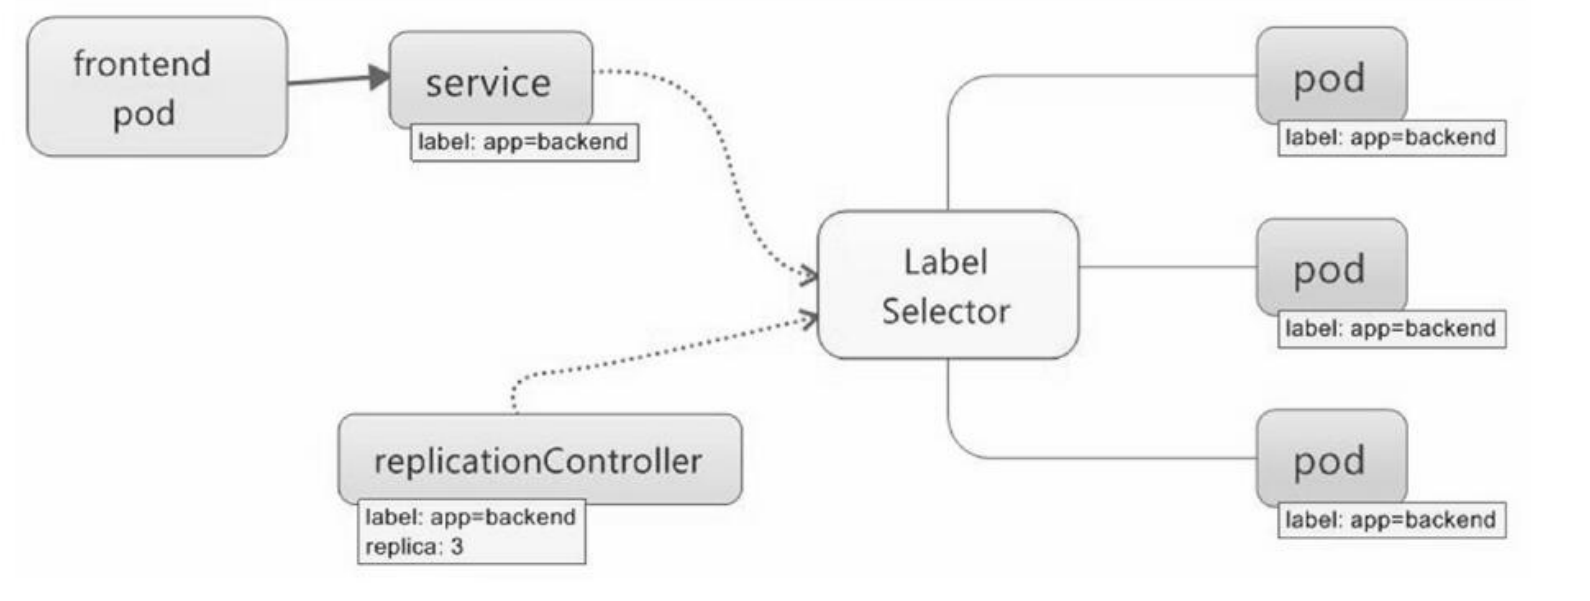 frontend
pod
service
label: app=backend
pod
label: app=backend
Label
Selector
pod
label: app=backend
replicationController
label: app=backend
replica: 3
pod
label: app=backend